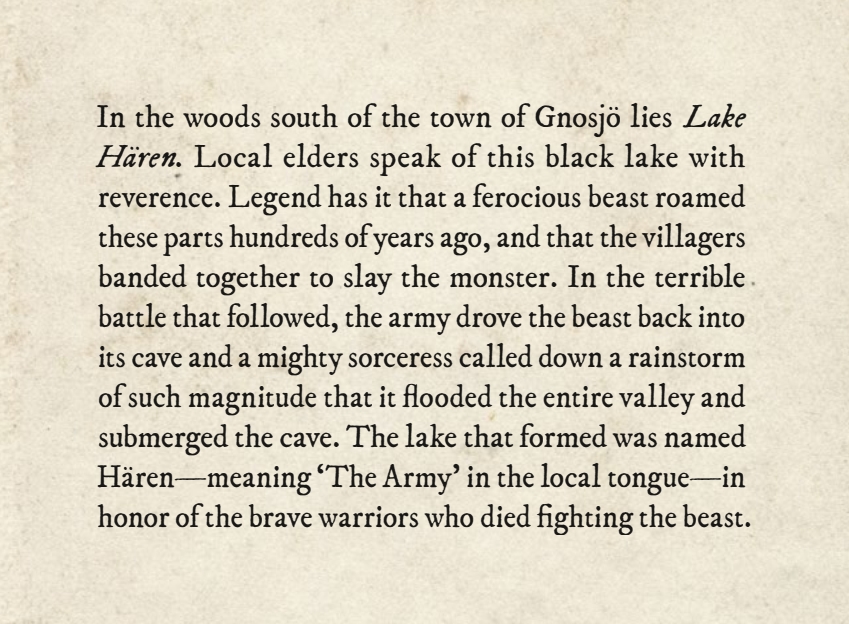 In the woods south of the town of Gnosjö lies Lake
Hären. Local elders speak of this black lake with
reverence. Legend has it that a ferocious beast roamed
these parts hundreds of years ago, and that the villagers
banded together to slay the monster. In the terrible
battle that followed, the army drove the beast back into
its cave and a mighty sorceress called down a rainstorm
of such magnitude that it flooded the entire valley and
submerged the cave. The lake that formed was named
Hären—meaning ‘The Army’ in the local tongue—in
honor of the brave warriors who died fighting the beast.